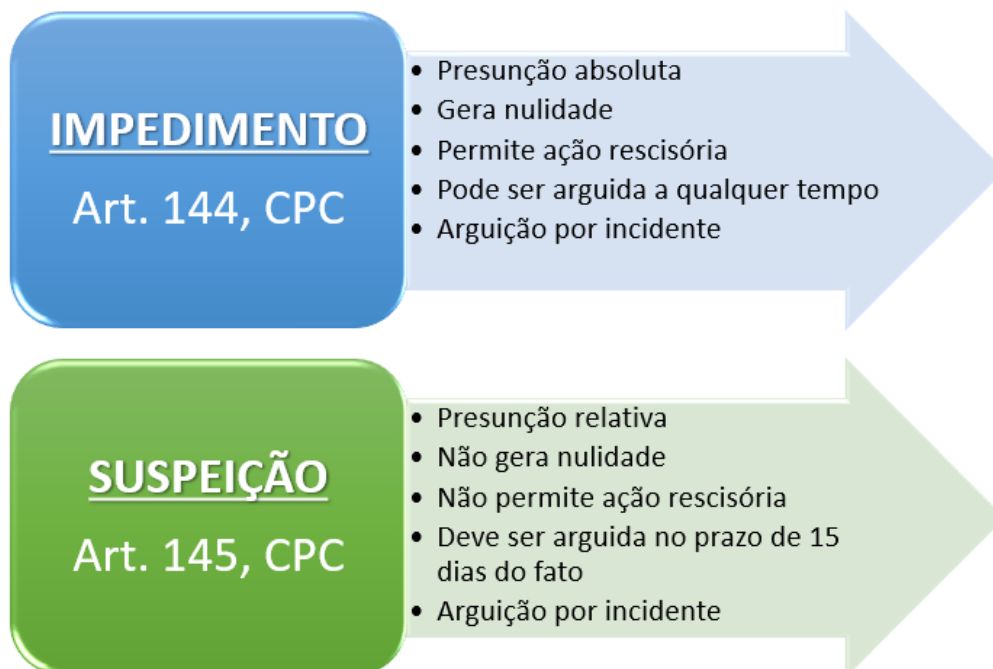 IMPEDIMENTO
Art. 144, CPC
• Presunção absoluta
• Gera nulidade
• Permite ação rescisória
• Pode ser arguida a qualquer tempo
• Arguição por incidente
SUSPEIÇÃO
Art. 145, CPC
• Presunção relativa
• Não gera nulidade
• Não permite ação rescisória
• Deve ser arguida no prazo de 15
dias do fato
• Arguição por incidente